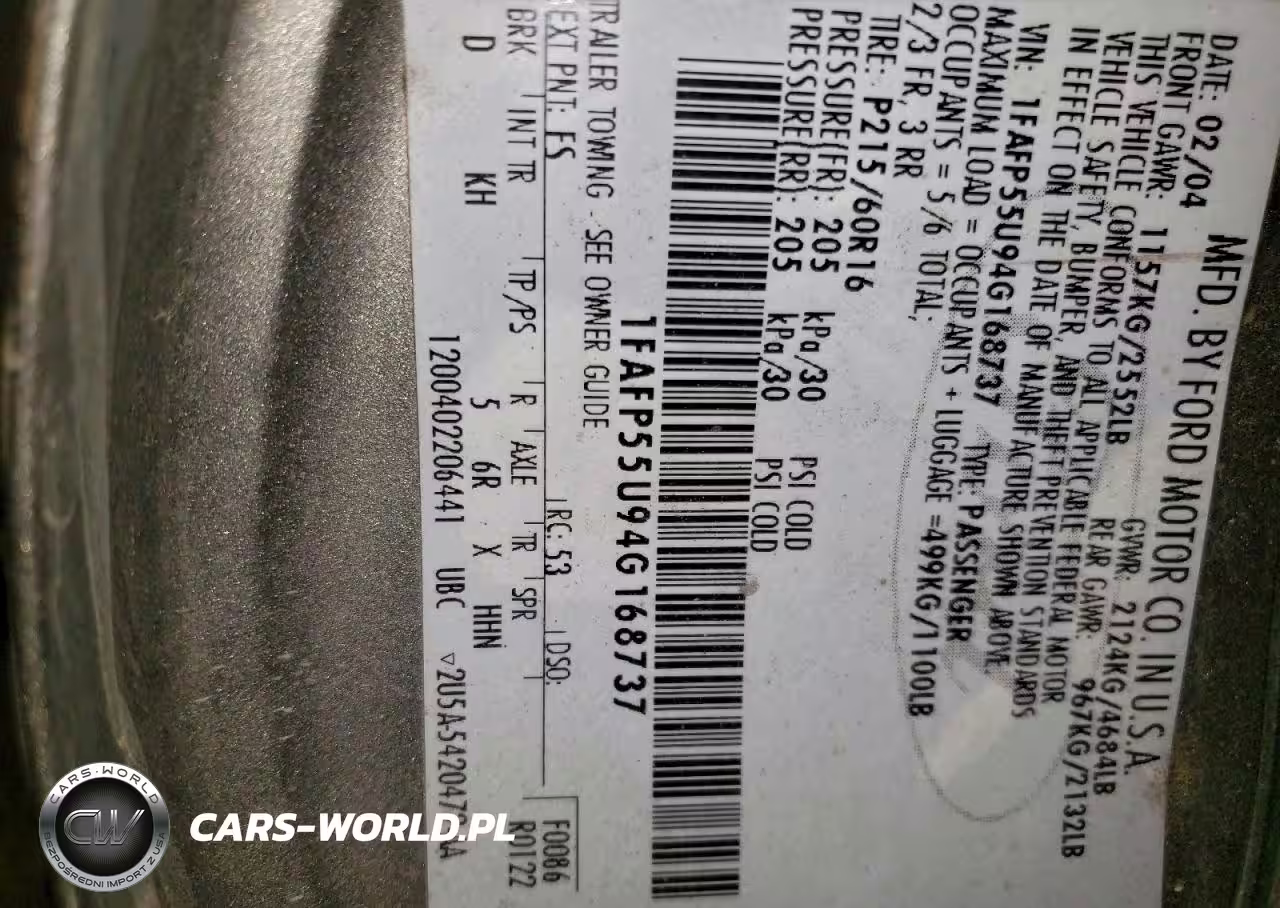 MFD. BY FORD MOTOR CO. IN U.S.A.
DATE: 02/04 GVWR: 2124KG/4684LB
FRONT GAWR: 1157KG/2552LB REAR GAWR: 967KG/2132LB
THIS VEHICLE CONFORMS TO ALL APPLICABLE FEDERAL MOTOR
VEHICLE SAFETY, BUMPER, AND THEFT PREVENTION STANDARDS
IN EFFECT ON THE DATE OF MANUFACTURE SHOWN ABOVE
VIN: 1FAFP55U94G168737 TYPE: PASSENGER
MAXIMUM LOAD = OCCUPANTS + LUGGAGE =499KG/1100LB
OCCUPANTS = 5/6 TOTAL,
2/3 FR, 3 RR
TIRE: P215/60R16
PRESSURE(FR): 205 kPa/30 PSI COLD
PRESSURE(RR): 205 kPa/30 PSI COLD
1FAFP55U94G168737
TRAILER TOWING - SEE OWNER GUIDE
F0086
EXT PNT: FS RC: 53 DSO:
R0122
BRK INT TR TP/PS R AXLE TR SPR
D KH 5 6R X HHN
1200402206441 UBC
CARS-WORLD
CW
BEZPOŚREDNI IMPORT Z USA
CARS-WORLD.PL